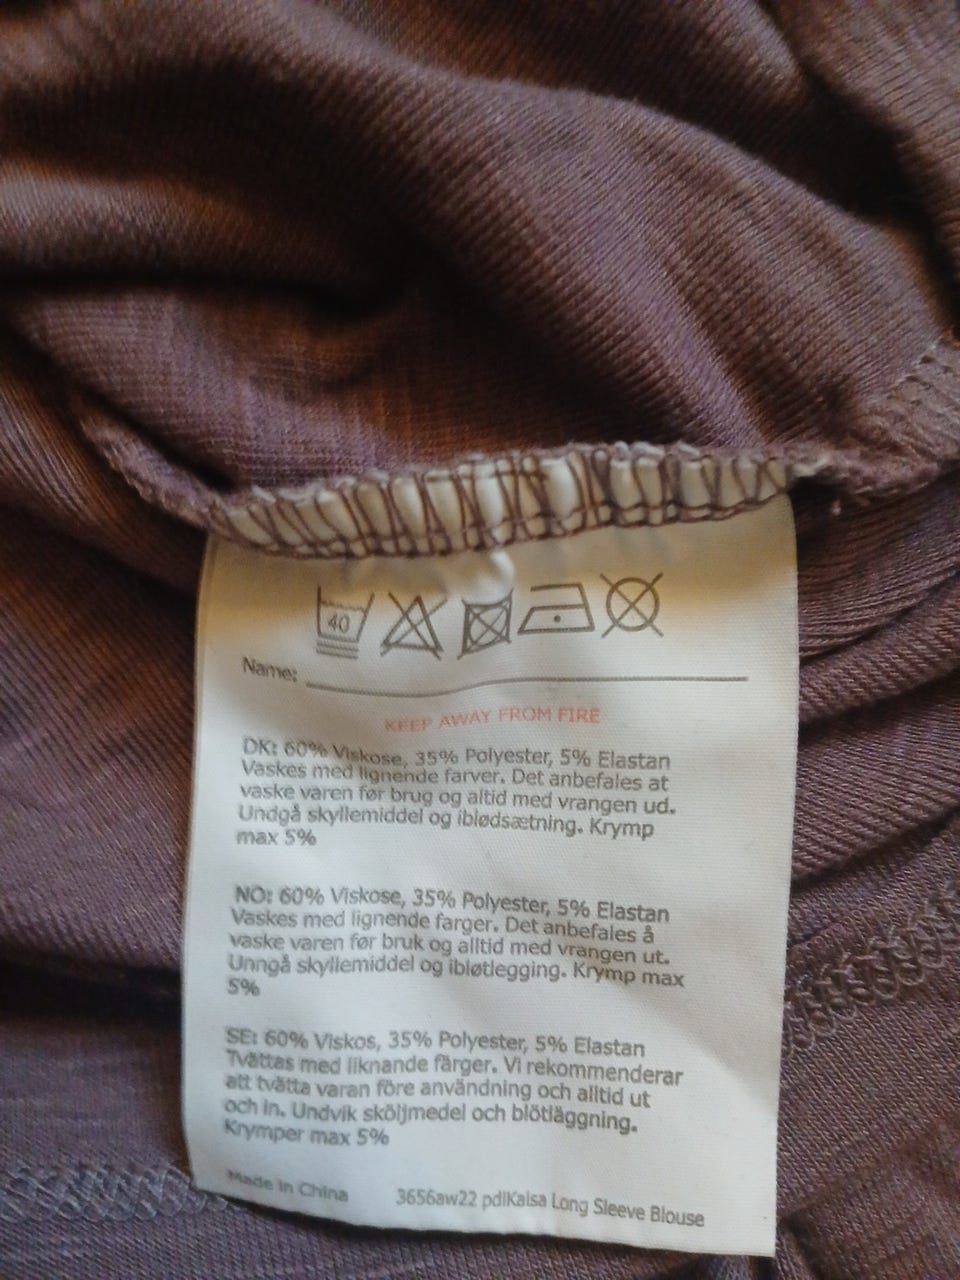 40
Name:
KEEP AWAY FROM FIRE
DK: 60% Viskose, 35% Polyester, 5% Elastan
Vaskes med lignende farver. Det anbefales at
vaske varen før brug og altid med vrangen ud.
Undgå skyllemiddel og iblødsætning. Krymp
max 5%
NO: 60% Viskose, 35% Polyester, 5% Elastan
Vaskes med lignende farger. Det anbefales å
vaske varen før bruk og alltid med vrangen ut.
Unngå skyllemiddel og ibløtlegging. Krymp max
5%
SE: 60% Viskos, 35% Polyester, 5% Elastan
Tvättas med liknande färger. Vi rekommenderar
att tvätta varan före användning och alltid ut
och in. Undvik sköljmedel och blötläggning.
Krymper max 5%
Made in China 3656aw22 pdlKaisa Long Sleeve Blouse